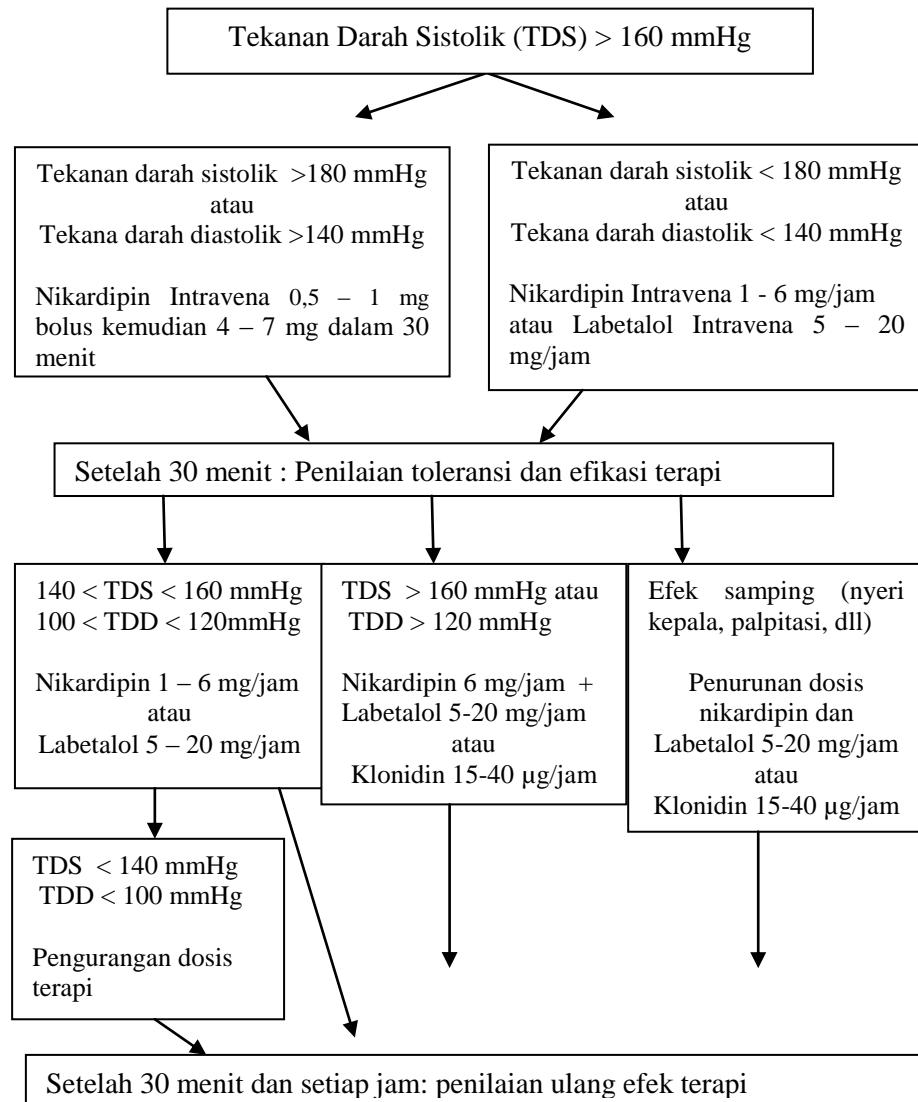 Tekanan Darah Sistolik (TDS) > 160 mmHg
Tekanan darah sistolik >180 mmHg
atau
Tekana darah diastolik >140 mmHg
Nikardipin Intravena 0,5 – 1 mg
bolus kemudian 4 – 7 mg dalam 30
menit
Tekanan darah sistolik < 180 mmHg
atau
Tekana darah diastolik < 140 mmHg
Nikardipin Intravena 1 - 6 mg/jam
atau Labetalol Intravena 5 – 20
mg/jam
Setelah 30 menit : Penilaian toleransi dan efikasi terapi
140 < TDS < 160 mmHg
100 < TDD < 120mmHg
Nikardipin 1 – 6 mg/jam
atau
Labetalol 5 – 20 mg/jam
TDS > 160 mmHg atau
TDD > 120 mmHg
Nikardipin 6 mg/jam +
Labetalol 5-20 mg/jam
atau
Klonidin 15-40 µg/jam
Efek samping (nyeri
kepala, palpitasi, dll)
Penurunan dosis
nikardipin dan
Labetalol 5-20 mg/jam
atau
Klonidin 15-40 µg/jam
TDS < 140 mmHg
TDD < 100 mmHg
Pengurangan dosis
terapi
Setelah 30 menit dan setiap jam: penilaian ulang efek terapi